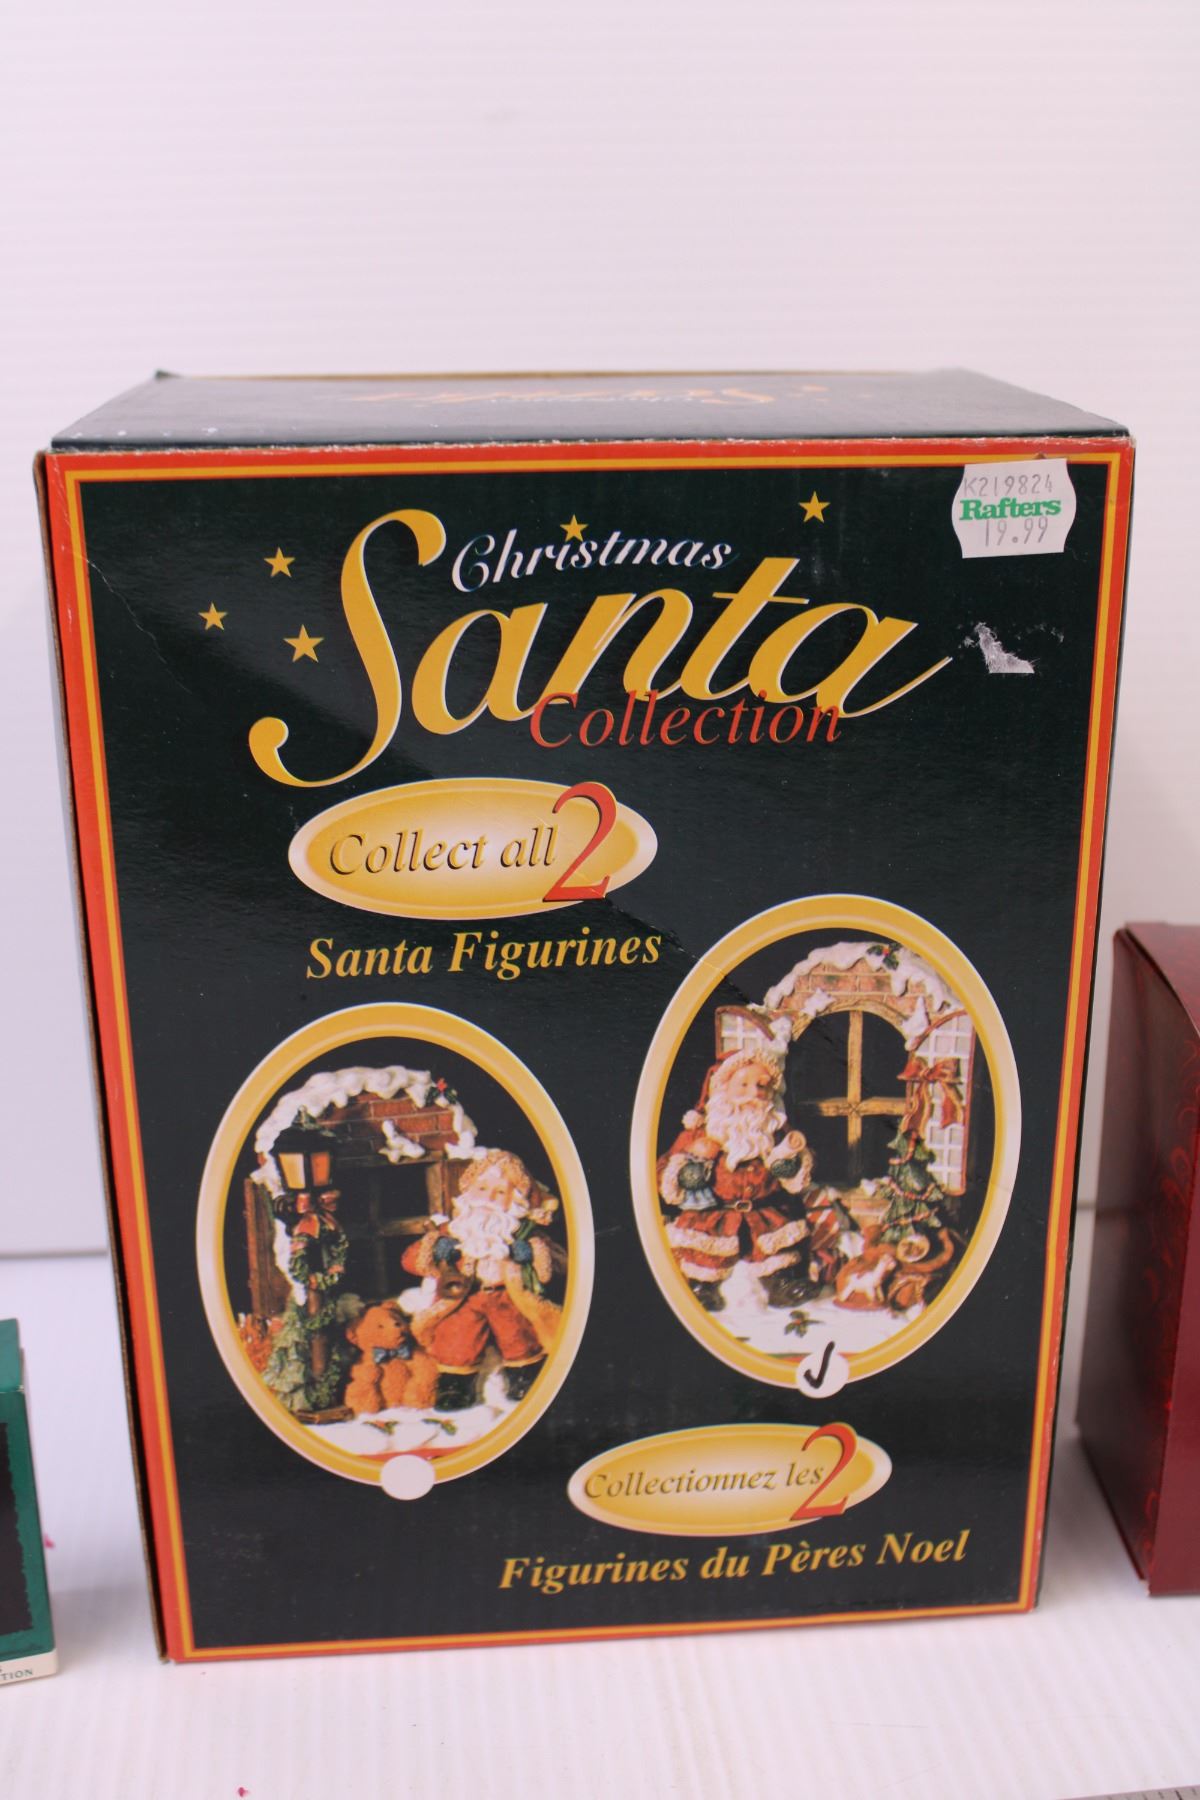 K219824
Rafters
19.99
Christmas
Santa
Collection
Collect all 2
Santa Figurines
Collectionnez les 2
Figurines du Pères Noel
TION